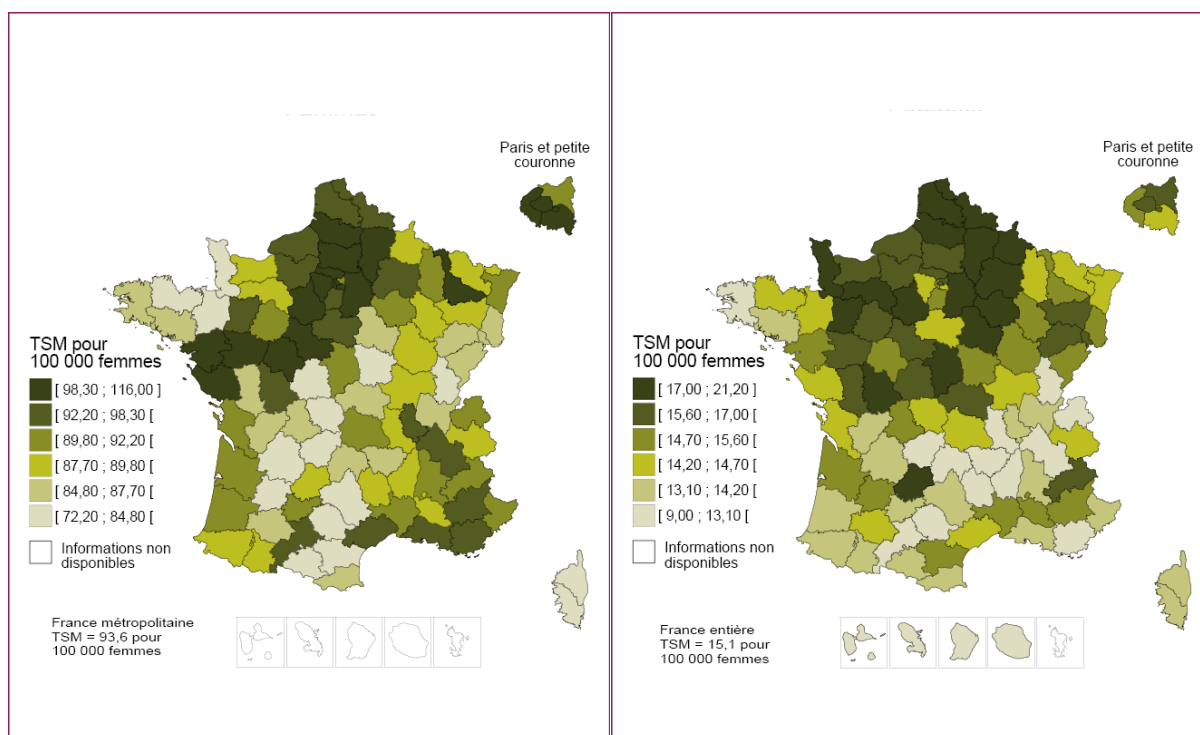 Paris et petite
couronne
TSM pour
100 000 femmes
[ 98,30 ; 116,00 ]
[ 92,20 ; 98,30 [
[ 89,80 ; 92,20 [
[ 87,70 ; 89,80 [
[ 84,80 ; 87,70 [
[ 72,20 ; 84,80 [
Informations non
disponibles
France métropolitaine
TSM = 93,6 pour
100 000 femmes
Paris et petite
couronne
TSM pour
100 000 femmes
[ 17,00 ; 21,20 ]
[ 15,60 ; 17,00 [
[ 14,70 ; 15,60 [
[ 14,20 ; 14,70 [
[ 13,10 ; 14,20 [
[ 9,00 ; 13,10 [
Informations non
disponibles
France entière
TSM = 15,1 pour
100 000 femmes